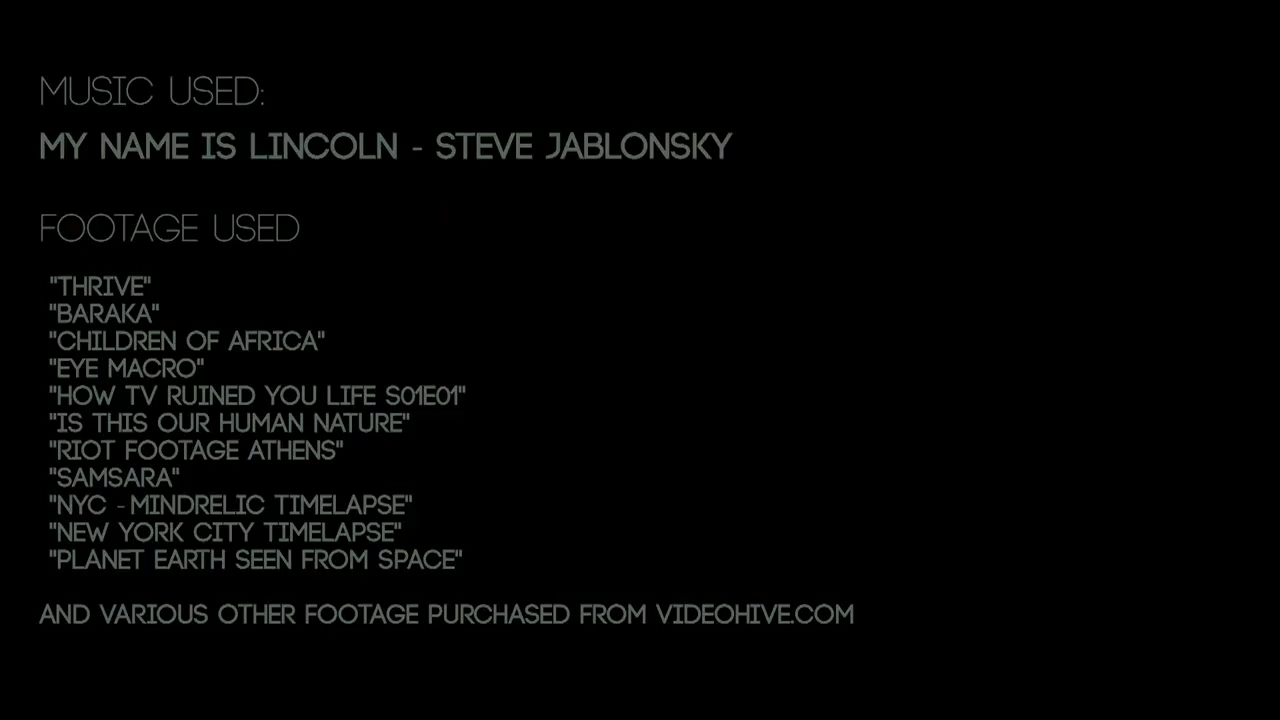 MUSIC USED:
MY NAME IS LINCOLN - STEVE JABLONSKY
FOOTAGE USED
"THRIVE"
"BARAKA"
"CHILDREN OF AFRICA"
"EYE MACRO"
"HOW TV RUINED YOU LIFE S01E01"
"IS THIS OUR HUMAN NATURE"
"RIOT FOOTAGE ATHENS"
"SAMSARA"
"NYC - MINDRELIC TIMELAPSE"
"NEW YORK CITY TIMELAPSE"
"PLANET EARTH SEEN FROM SPACE"
AND VARIOUS OTHER FOOTAGE PURCHASED FROM VIDEOHIVE.COM